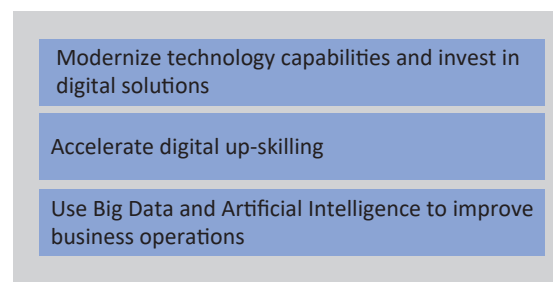 Modernize technology capabilities and invest in
digital solutions
Accelerate digital up-skilling
Use Big Data and Artificial Intelligence to improve
business operations